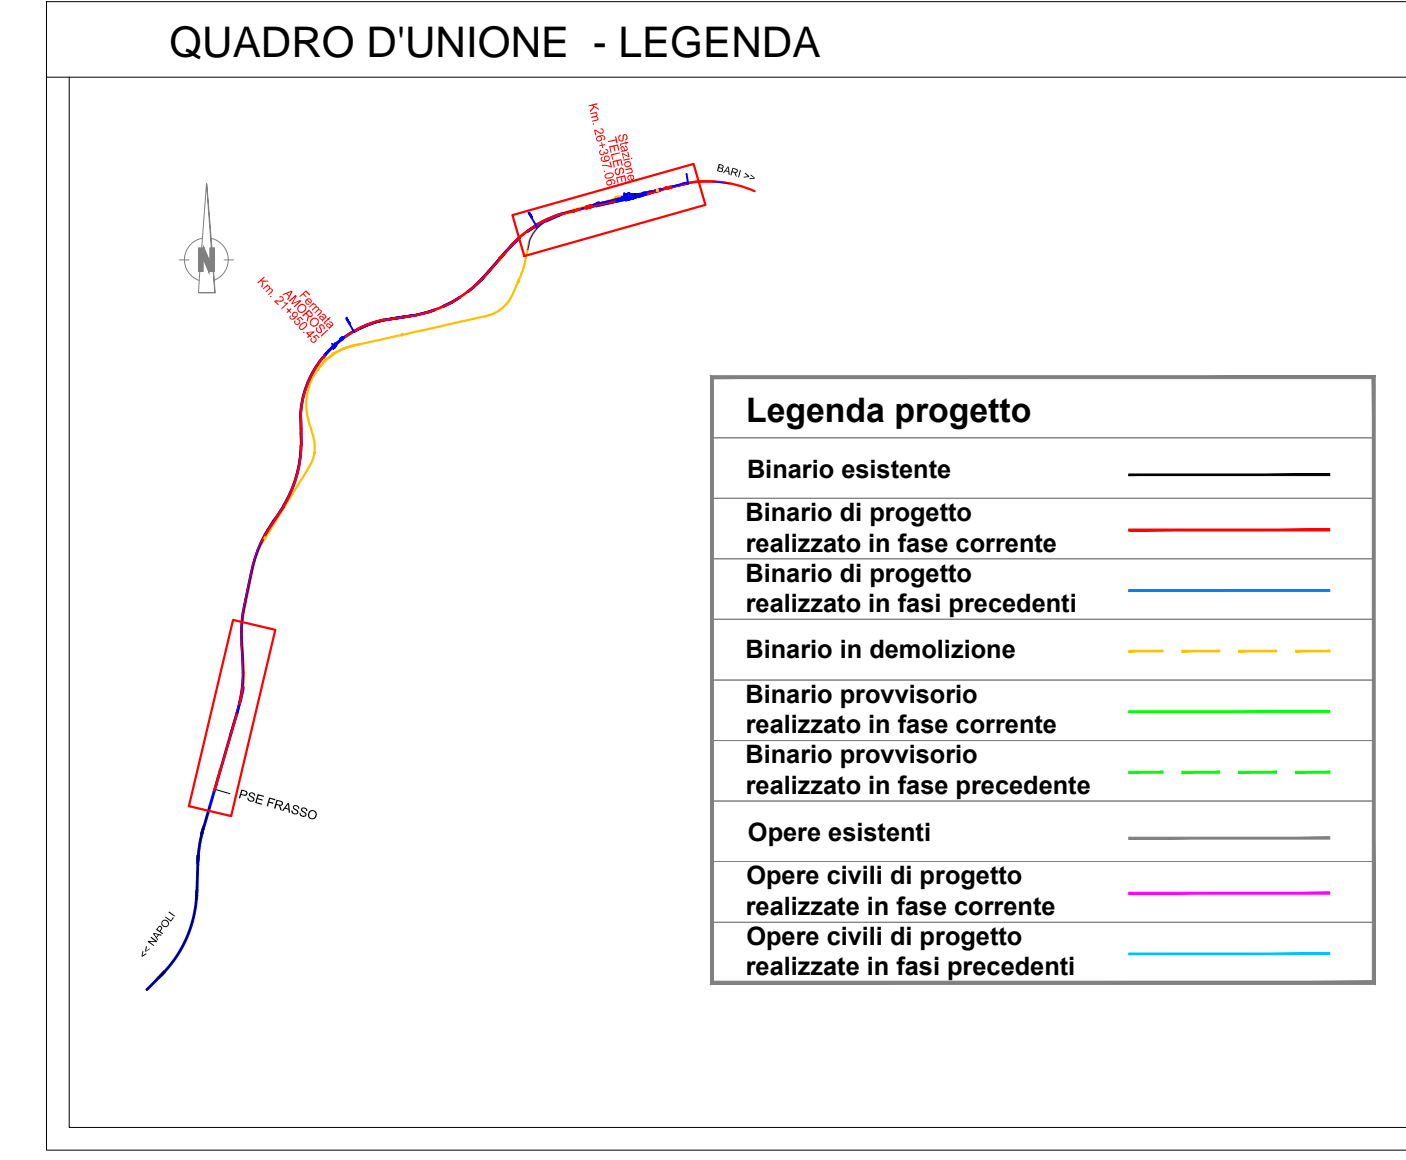 QUADRO D'UNIONE - LEGENDA
Stazione
TELESE
Km. 26+397.06
BARI >>
N
Fermata
AMOROSI
Km. 21+950.45
PSE FRASSO
<< NAPOLI
Legenda progetto
Binario esistente
Binario di progetto
realizzato in fase corrente
Binario di progetto
realizzato in fasi precedenti
Binario in demolizione
Binario provvisorio
realizzato in fase corrente
Binario provvisorio
realizzato in fase precedente
Opere esistenti
Opere civili di progetto
realizzate in fase corrente
Opere civili di progetto
realizzate in fasi precedenti